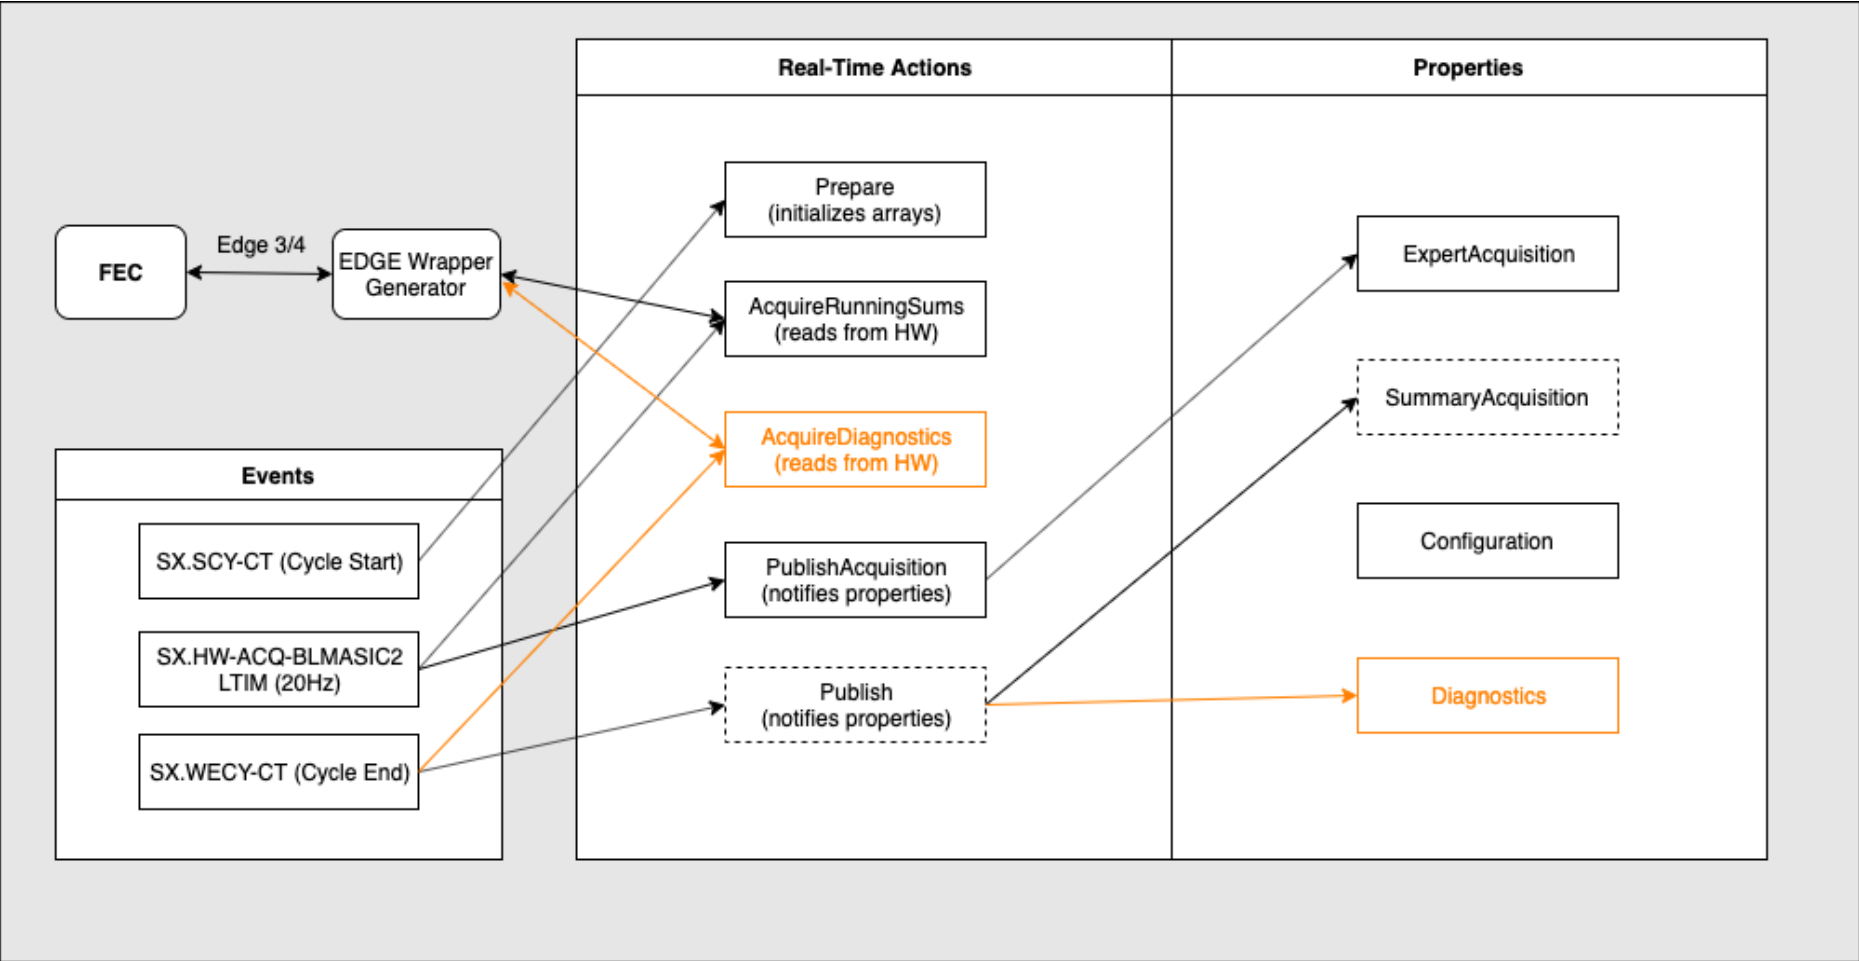 Real-Time Actions
Properties
FEC
Edge 3/4
EDGE Wrapper
Generator
Events
SX.SCY-CT (Cycle Start)
SX.HW-ACQ-BLMASIC2
LTIM (20Hz)
SX.WECY-CT (Cycle End)
Prepare
(initializes arrays)
AcquireRunningSums
(reads from HW)
AcquireDiagnostics
(reads from HW)
PublishAcquisition
(notifies properties)
Publish
(notifies properties)
ExpertAcquisition
SummaryAcquisition
Configuration
Diagnostics